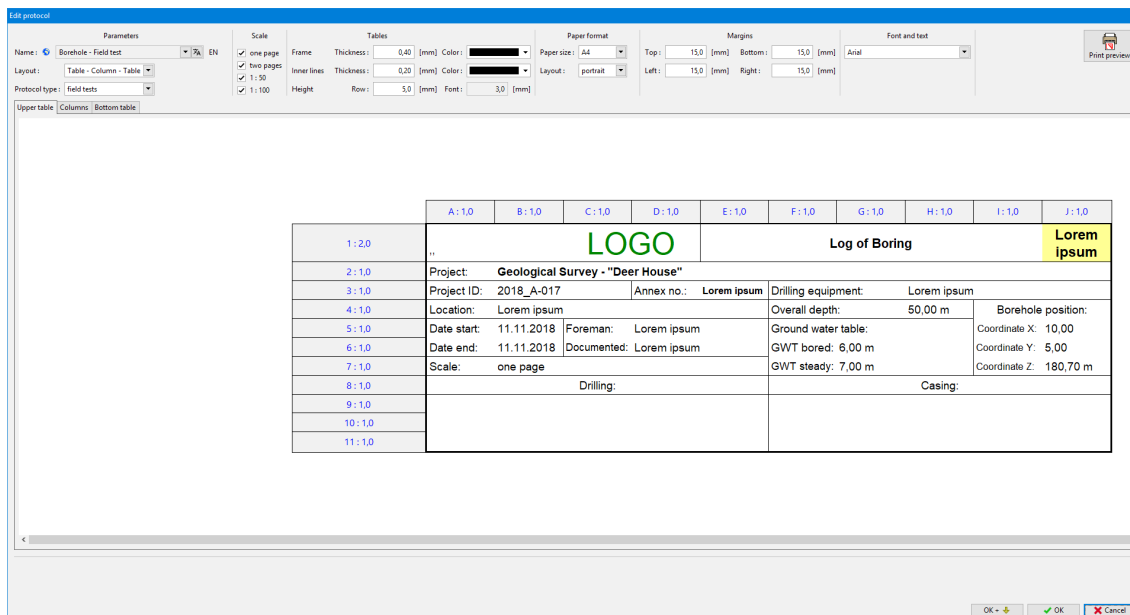 Edit protocol
Parameters Scale Tables Paper format Margins Font and text
Name : Borehole - Field test EN one page Frame Thickness : 0,40 [mm] Color : Paper size : A4 Top : 15,0 [mm] Bottom : 15,0 [mm] Arial Print preview
two pages
Layout : Table - Column - Table 1 : 50 Inner lines Thickness : 0,20 [mm] Color : Layout : portrait Left : 15,0 [mm] Right : 15,0 [mm]
Protocol type : field tests 1 : 100 Height Row : 5,0 [mm] Font : 3,0 [mm]
Upper table Columns Bottom table
A : 1,0 B : 1,0 C : 1,0 D : 1,0 E : 1,0 F : 1,0 G : 1,0 H : 1,0 I : 1,0 J : 1,0
1 : 2,0 ,, LOGO Log of Boring Lorem ipsum
2 : 1,0 Project: Geological Survey - "Deer House"
3 : 1,0 Project ID: 2018_A-017 Annex no.: Lorem ipsum Drilling equipment: Lorem ipsum
4 : 1,0 Location: Lorem ipsum Overall depth: 50,00 m Borehole position:
5 : 1,0 Date start: 11.11.2018 Foreman: Lorem ipsum Ground water table: Coordinate X: 10,00
6 : 1,0 Date end: 11.11.2018 Documented: Lorem ipsum GWT bored: 6,00 m Coordinate Y: 5,00
7 : 1,0 Scale: one page GWT steady: 7,00 m Coordinate Z: 180,70 m
8 : 1,0 Drilling: Casing:
9 : 1,0
10 : 1,0
11 : 1,0
OK + OK Cancel